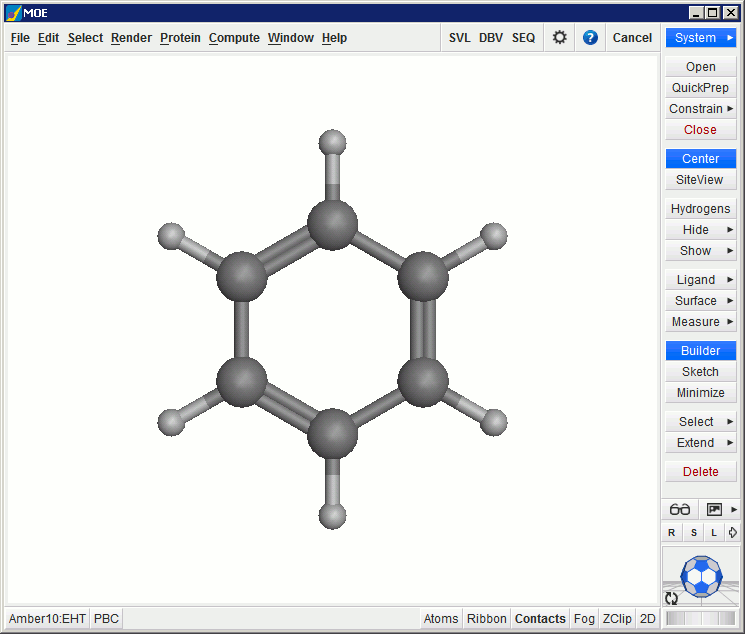 MOE
File Edit Select Render Protein Compute Window Help SVL DBV SEQ ? Cancel
System
Open
QuickPrep
Constrain
Close
Center
SiteView
Hydrogens
Hide
Show
Ligand
Surface
Measure
Builder
Sketch
Minimize
Select
Extend
Delete
R S L
Amber10:EHT PBC Atoms Ribbon Contacts Fog ZClip 2D